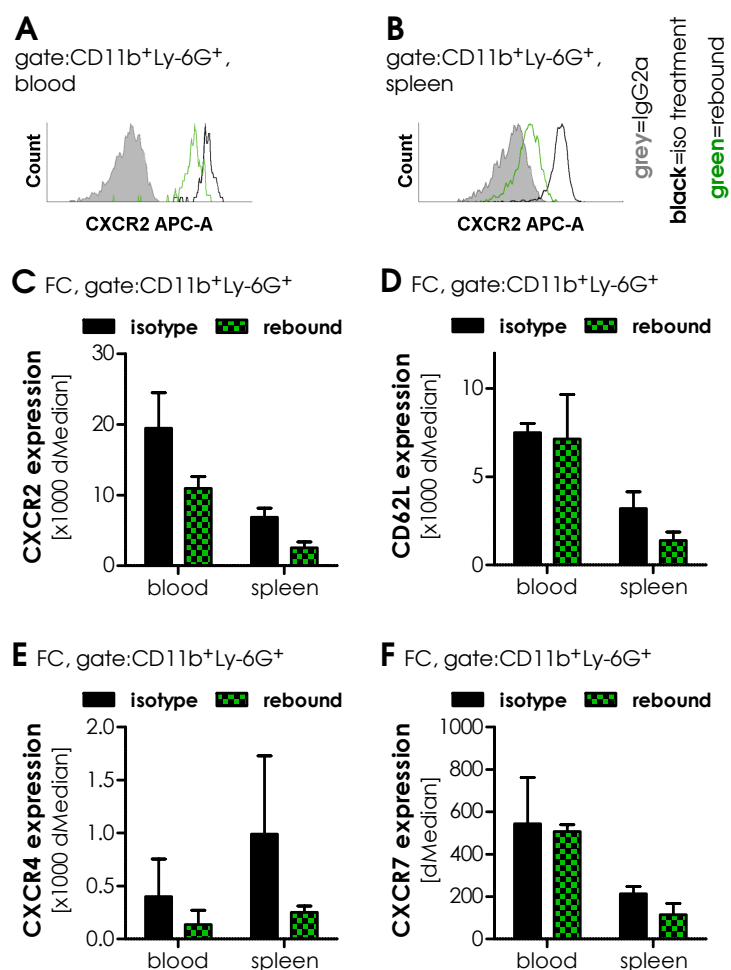 A
gate:CD11b⁺Ly-6G⁺,
blood
Count
CXCR2 APC-A
B
gate:CD11b⁺Ly-6G⁺,
spleen
Count
CXCR2 APC-A
grey=IgG2a
black=iso treatment
green=rebound
C FC, gate:CD11b⁺Ly-6G⁺
isotype rebound
CXCR2 expression
[x1000 dMedian]
30
20
10
0
blood spleen
D FC, gate:CD11b⁺Ly-6G⁺
isotype rebound
CD62L expression
[x1000 dMedian]
10
5
0
blood spleen
E FC, gate:CD11b⁺Ly-6G⁺
isotype rebound
CXCR4 expression
[x1000 dMedian]
2.0
1.5
1.0
0.5
0.0
blood spleen
F FC, gate:CD11b⁺Ly-6G⁺
isotype rebound
CXCR7 expression
[dMedian]
1000
800
600
400
200
0
blood spleen